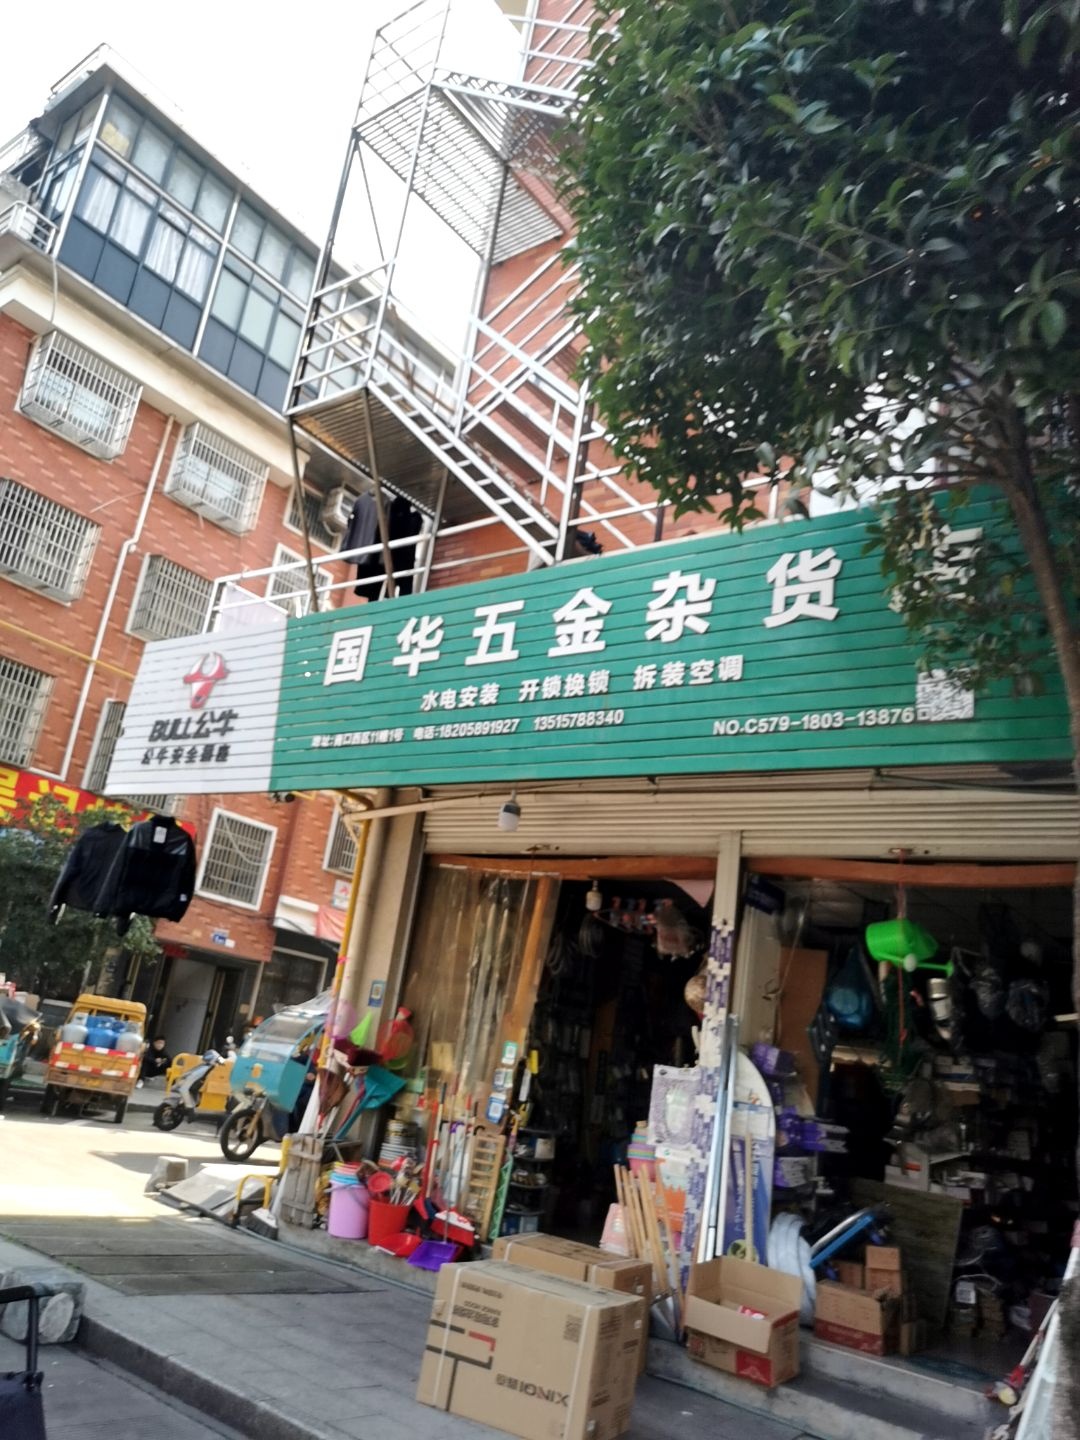 国华五金杂货
水电安装 开锁换锁 拆装空调
电话:18205891927 13515788340
NO.C579-1803-13876
BULL公牛
公牛安全插座
XINQI